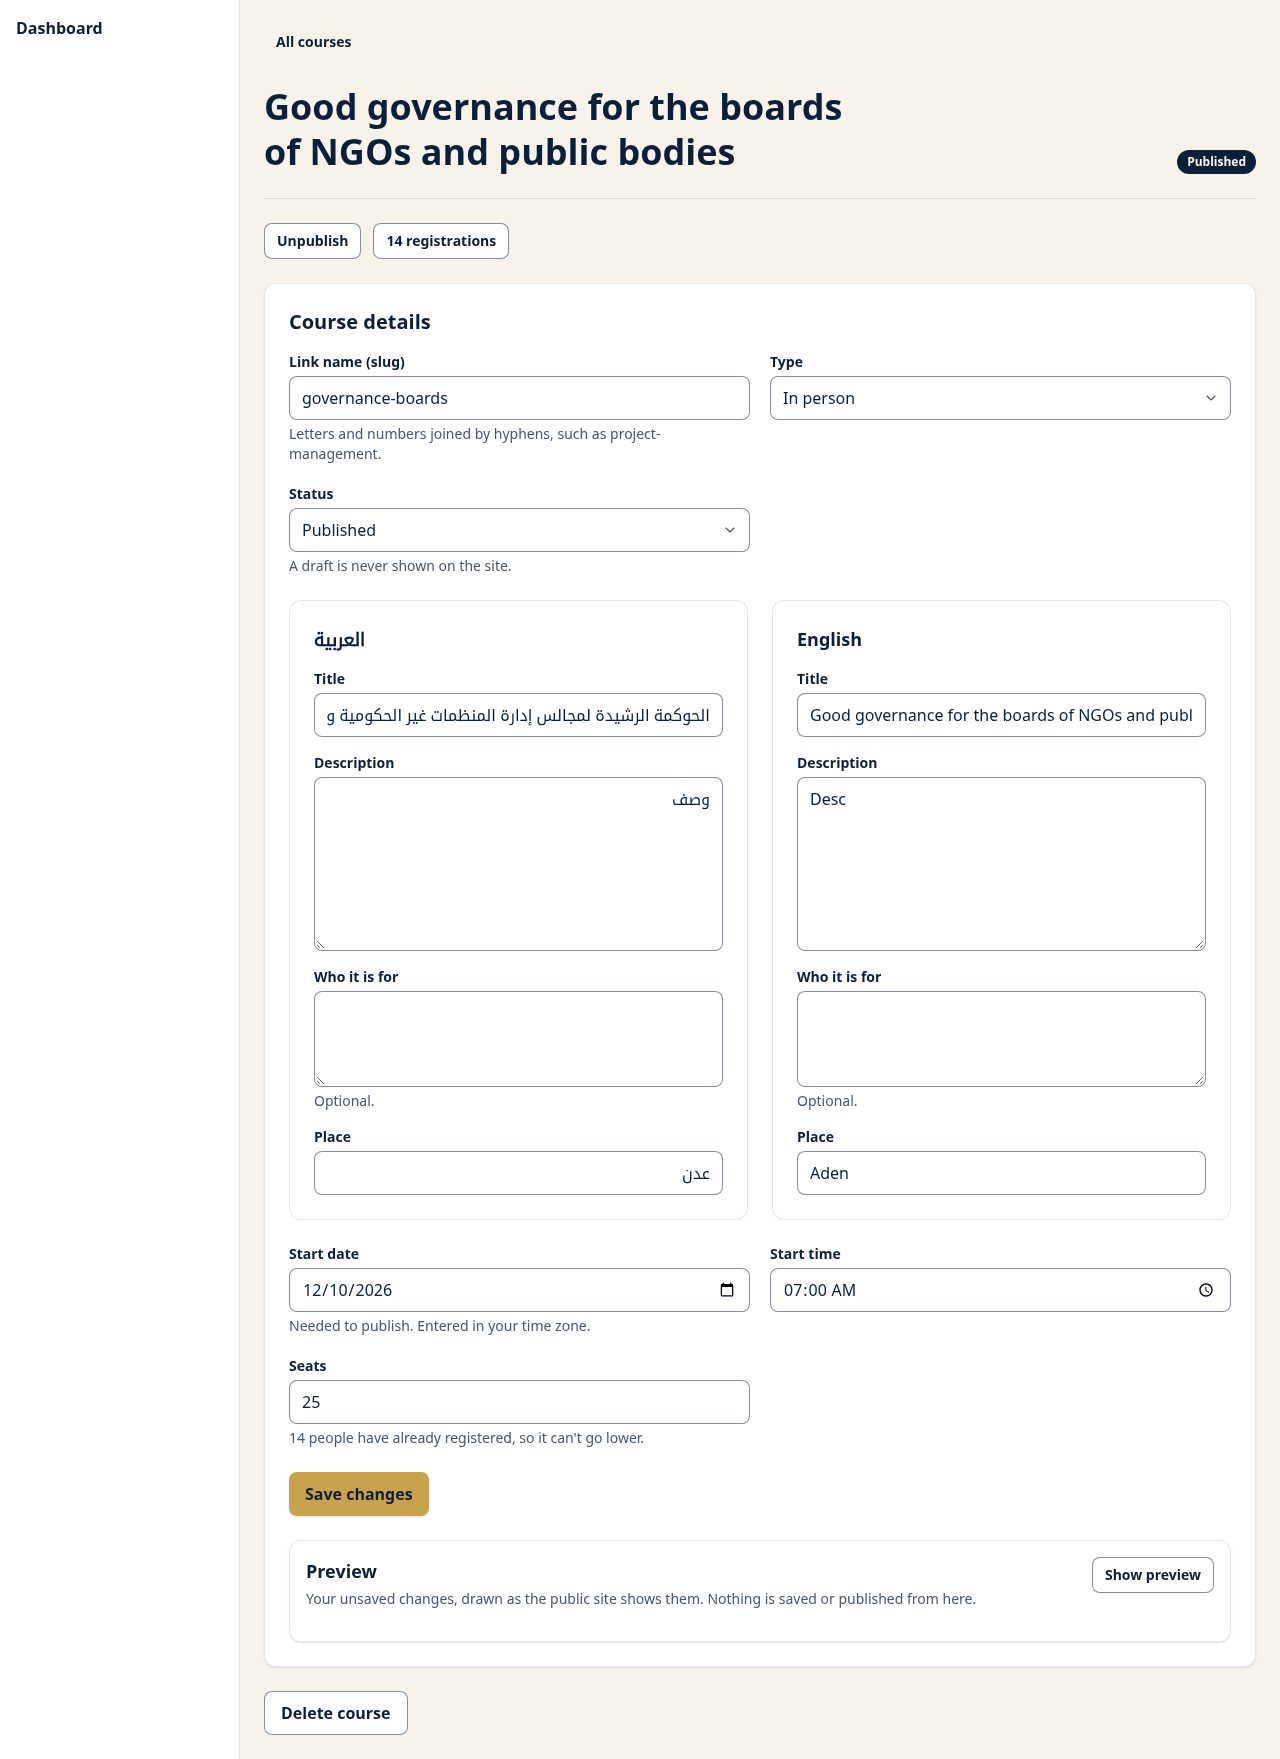 Dashboard
All courses
Good governance for the boards
of NGOs and public bodies
Published
Unpublish
14 registrations
Course details
Link name (slug)
Type
governance-boards
In person
Letters and numbers joined by hyphens, such as project-
management.
Status
Published
A draft is never shown on the site.
العربية
Title
الحوكمة الرشيدة لمجالس إدارة المنظمات غير الحكومية و
Description
وصف
Who it is for
Optional.
Place
عدن
English
Title
Good governance for the boards of NGOs and publ
Description
Desc
Who it is for
Optional.
Place
Aden
Start date
Start time
12/10/2026
07:00 AM
Needed to publish. Entered in your time zone.
Seats
25
14 people have already registered, so it can't go lower.
Save changes
Preview
Show preview
Your unsaved changes, drawn as the public site shows them. Nothing is saved or published from here.
Delete course